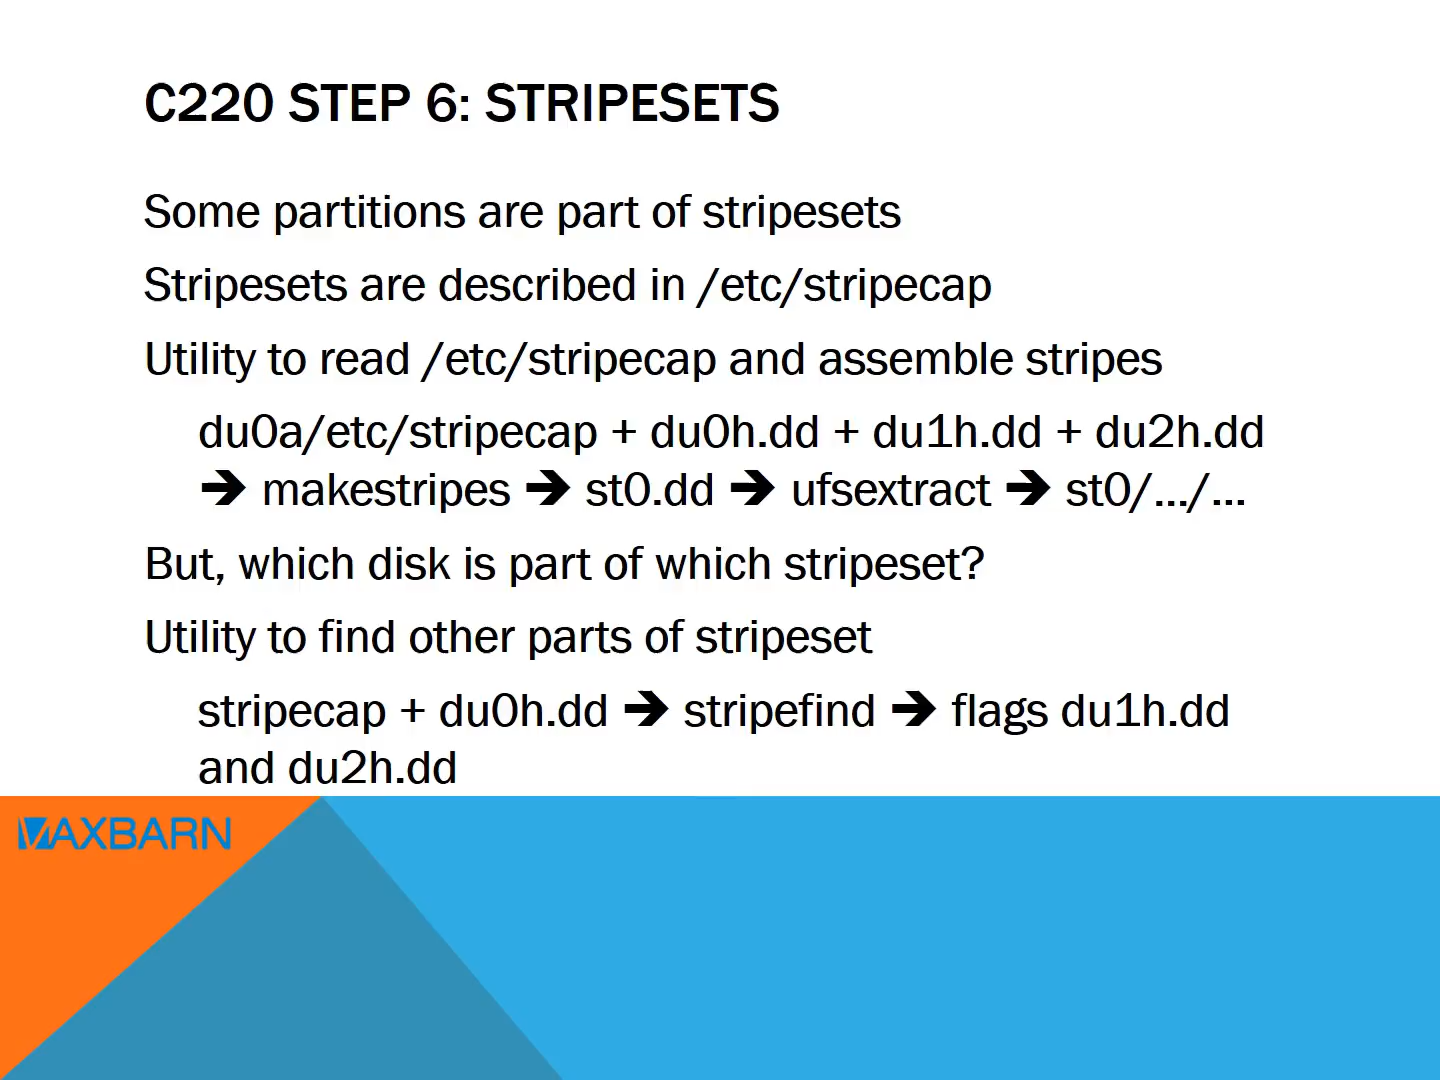 C220 STEP 6: STRIPESETS
Some partitions are part of stripesets
Stripesets are described in /etc/stripecap
Utility to read /etc/stripecap and assemble stripes
du0a/etc/stripecap + du0h.dd + du1h.dd + du2h.dd
➔ makestripes ➔ st0.dd ➔ ufsextract ➔ st0/.../...
But, which disk is part of which stripeset?
Utility to find other parts of stripeset
stripecap + du0h.dd ➔ stripefind ➔ flags du1h.dd
and du2h.dd
VAXBARN